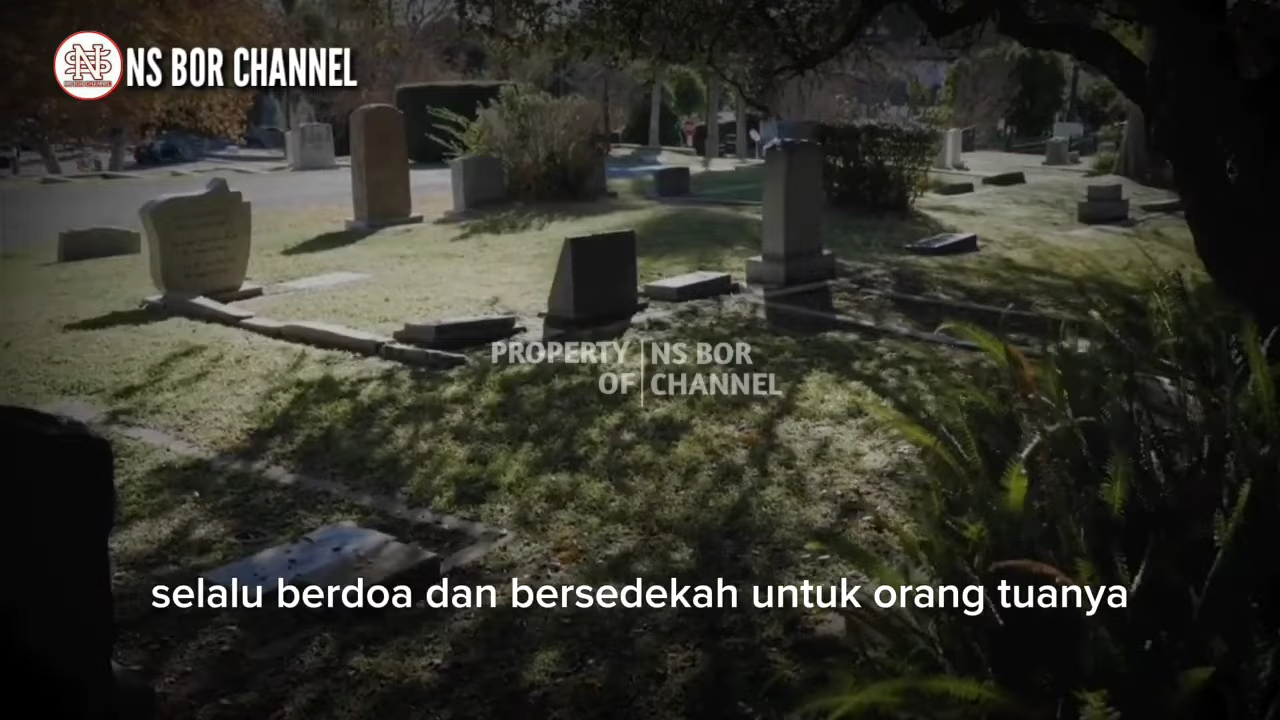 NS BOR CHANNEL
PROPERTY OF | NS BOR CHANNEL
selalu berdoa dan bersedekah untuk orang tuanya